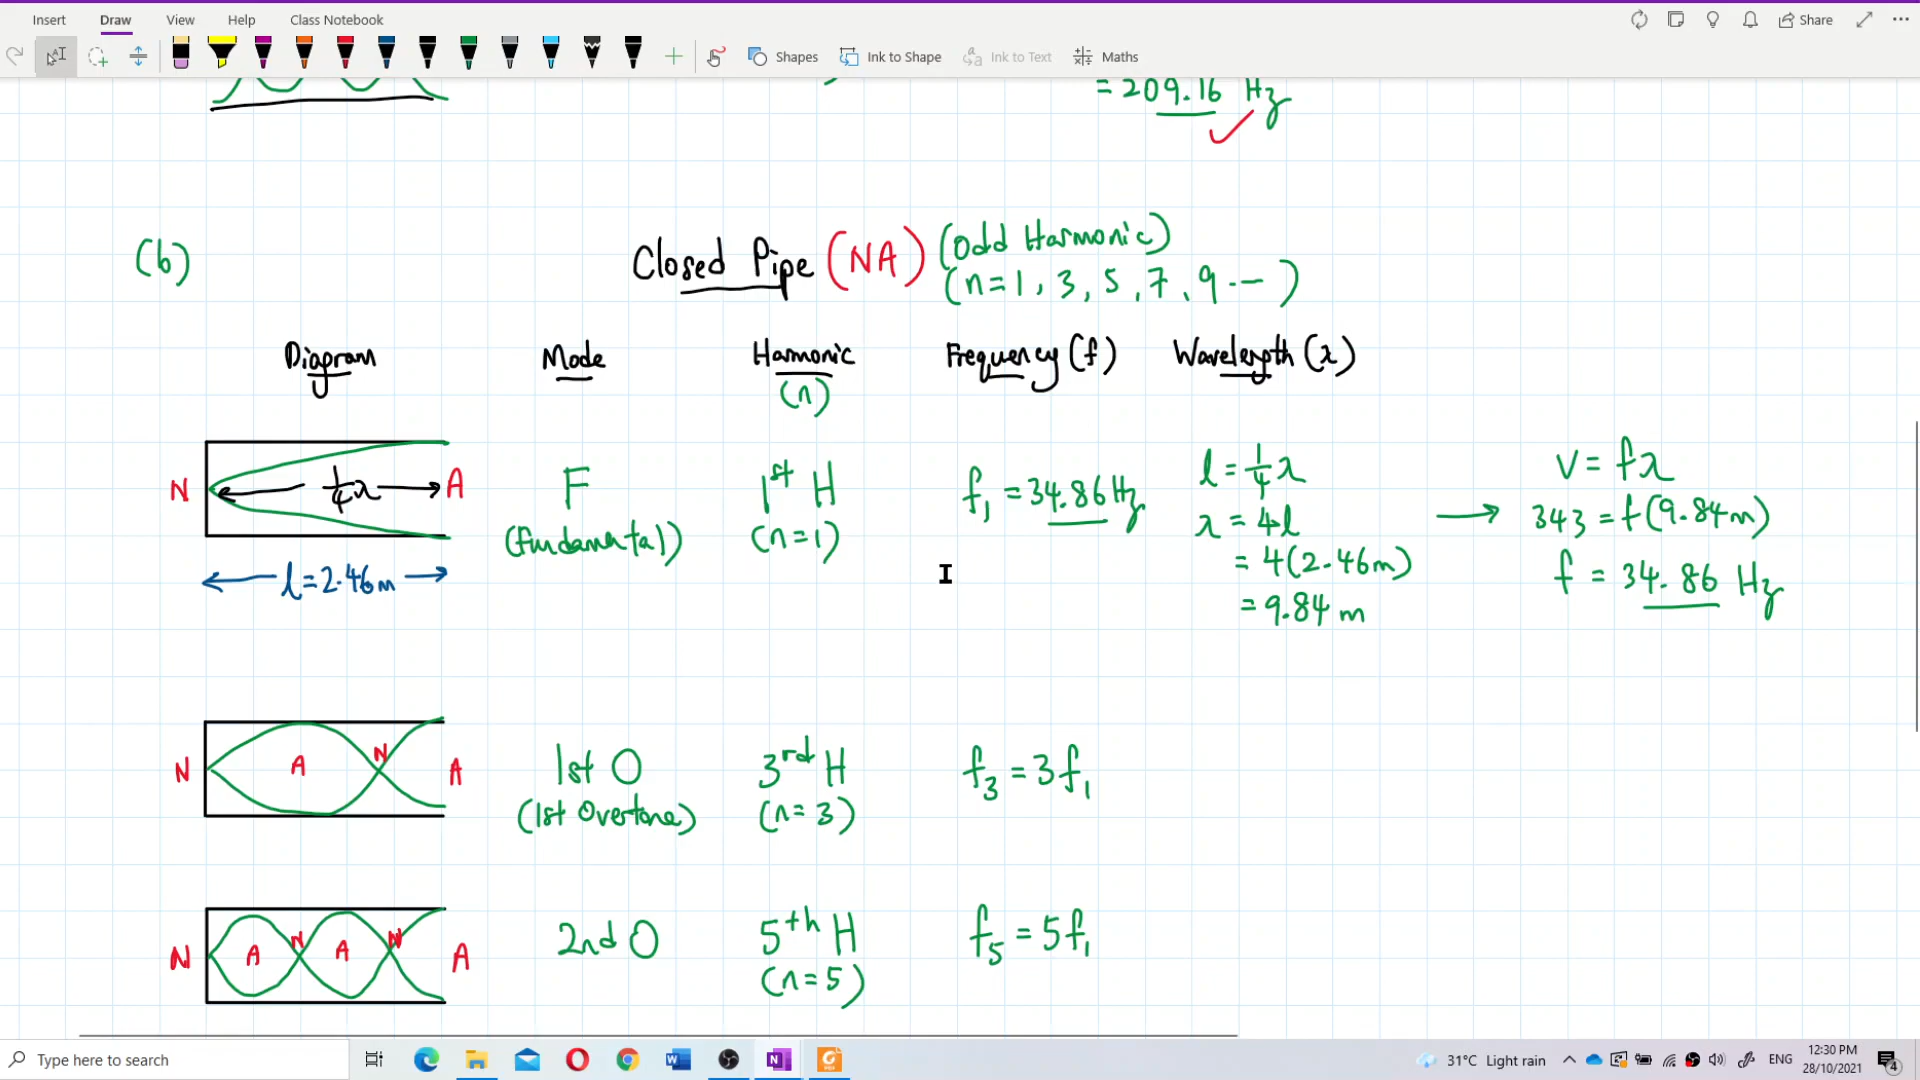 Insert Draw View Help Class Notebook Share
Shapes Ink to Shape Ink to Text Maths
= 209.16 Hz
(b) Closed Pipe (NA) (Odd Harmonic)
(n=1, 3, 5, 7, 9 --- )
Diagram Mode Harmonic Frequency (f) Wavelength (λ)
(n)
N 1/4 λ A F 1st H f1 = 34.86 Hz l = 1/4 λ V = fλ
(Fundamental) (n=1) λ = 4l → 343 = f(9.84m)
l = 2.46m = 4(2.46m) f = 34.86 Hz
= 9.84 m
N A N A 1st O 3rd H f3 = 3f1
(1st Overtone) (n=3)
N A N A N A 2nd O 5th H f5 = 5f1
(n=5)
Type here to search 31°C Light rain ENG 12:30 PM
28/10/2021 4